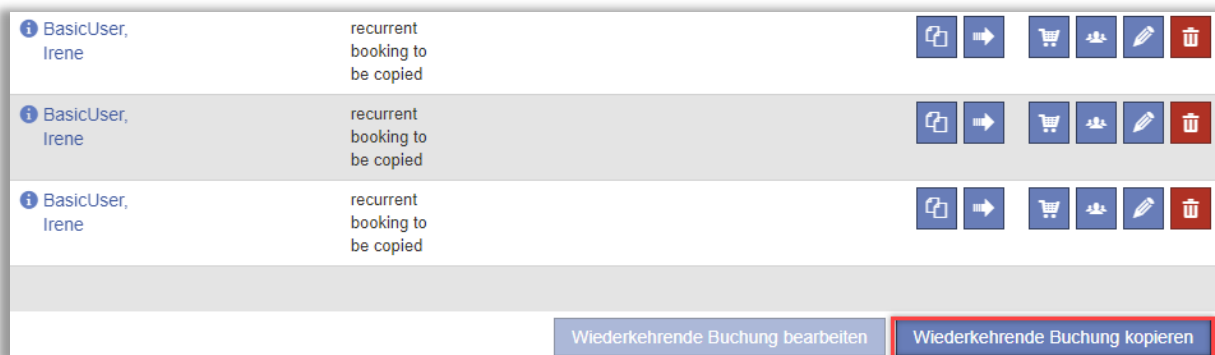 BasicUser,
Irene
recurrent
booking to
be copied
BasicUser,
Irene
recurrent
booking to
be copied
BasicUser,
Irene
recurrent
booking to
be copied
Wiederkehrende Buchung bearbeiten
Wiederkehrende Buchung kopieren